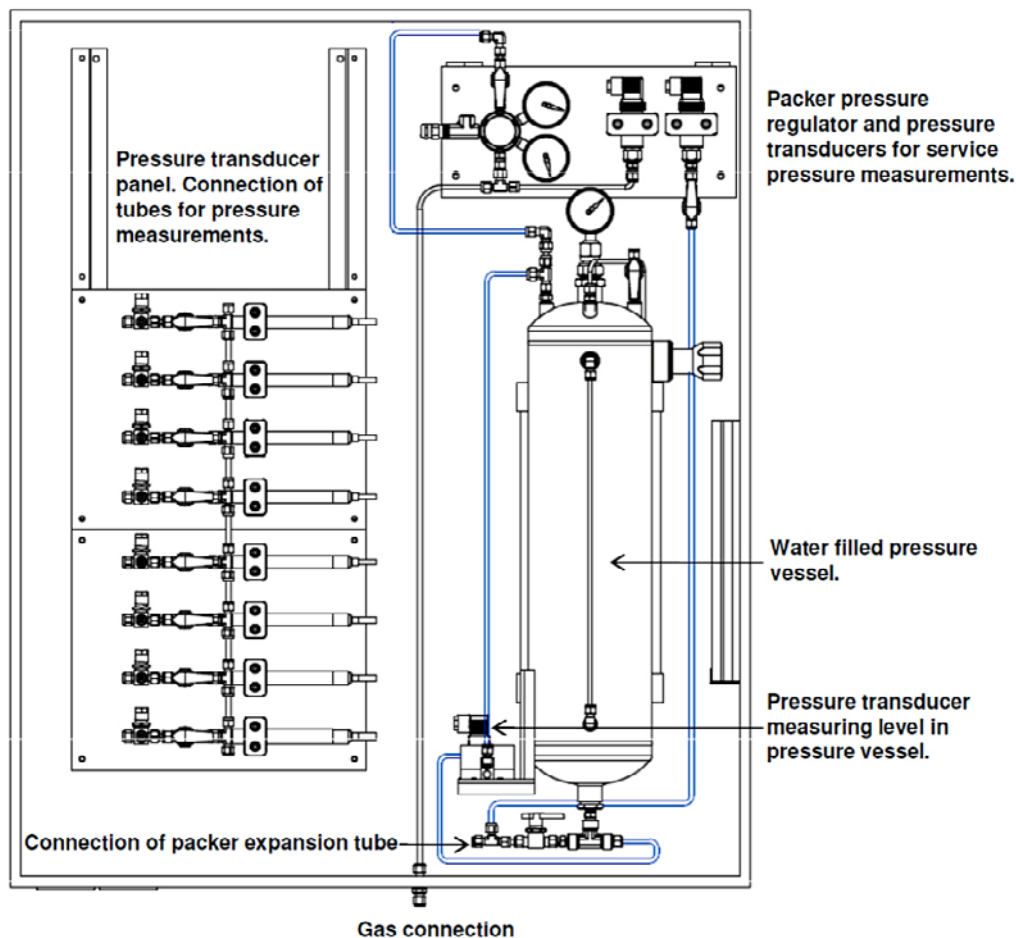 Packer pressure
regulator and pressure
transducers for service
pressure measurements.
Pressure transducer
panel. Connection of
tubes for pressure
measurements.
Water filled pressure
vessel.
Pressure transducer
measuring level in
pressure vessel.
Connection of packer expansion tube
Gas connection